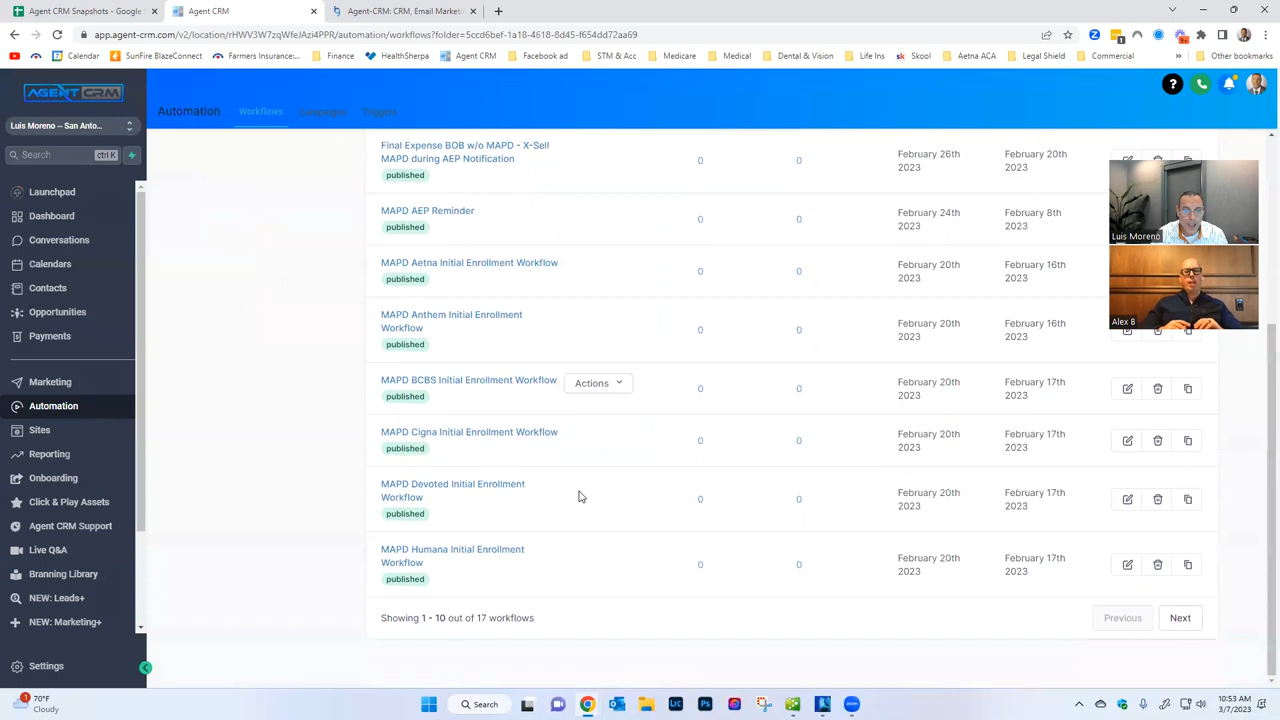 Agent CRM Snapshots - Google
Agent CRM
Agent-CRM: CRM, Email Market
app.agent-crm.com/v2/location/rHWV3W7zqWfeJAzi4PPR/automation/workflows?folder=5ccd6bef-1a18-4618-8d45-f654dd72aa69
Calendar
SunFire BlazeConnect
Farmers Insurance:...
Finance
HealthSherpa
Agent CRM
Facebook ad
STM & Acc
Medicare
Medical
Dental & Vision
Life Ins
Skool
Aetna ACA
Legal Shield
Commercial
»
Other bookmarks
AGENT CRM
Luis Moreno – San Anto...
Search
ctrl K
Launchpad
Dashboard
Conversations
Calendars
Contacts
Opportunities
Payments
Marketing
Automation
Sites
Reporting
Onboarding
Click & Play Assets
Agent CRM Support
Live Q&A
Branning Library
NEW: Leads+
NEW: Marketing+
Settings
Automation
Workflows
Campaigns
Triggers
Final Expense BOB w/o MAPD - X-Sell
MAPD during AEP Notification
published
0
0
February 26th
2023
February 20th
2023
MAPD AEP Reminder
published
0
0
February 24th
2023
February 8th
2023
MAPD Aetna Initial Enrollment Workflow
published
0
0
February 20th
2023
February 16th
2023
MAPD Anthem Initial Enrollment
Workflow
published
0
0
February 20th
2023
February 16th
2023
MAPD BCBS Initial Enrollment Workflow
Actions
published
0
0
February 20th
2023
February 17th
2023
MAPD Cigna Initial Enrollment Workflow
published
0
0
February 20th
2023
February 17th
2023
MAPD Devoted Initial Enrollment
Workflow
published
0
0
February 20th
2023
February 17th
2023
MAPD Humana Initial Enrollment
Workflow
published
0
0
February 20th
2023
February 17th
2023
Showing 1 - 10 out of 17 workflows
Previous
Next
Luis Moreno
Alex B
70°F
Cloudy
Search
LrC
Ps
10:53 AM
3/7/2023